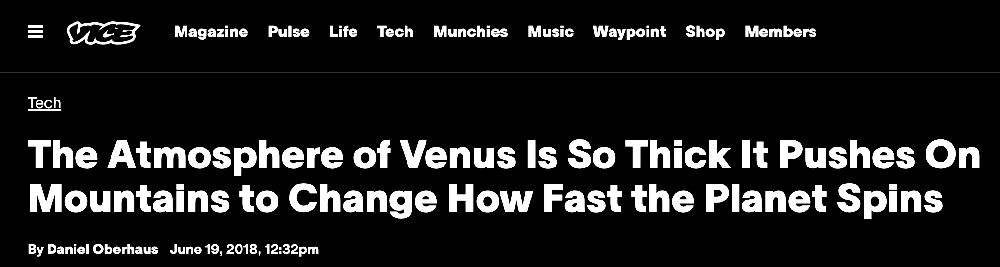 VICE Magazine Pulse Life Tech Munchies Music Waypoint Shop Members
Tech
The Atmosphere of Venus Is So Thick It Pushes On
Mountains to Change How Fast the Planet Spins
By Daniel Oberhaus June 19, 2018, 12:32pm